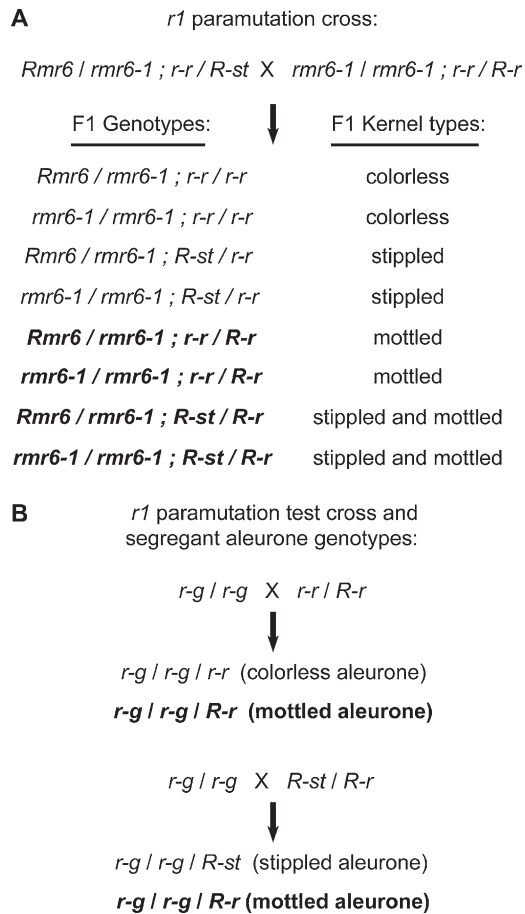 A
r1 paramutation cross:
Rmr6 / rmr6-1 ; r-r / R-st X rmr6-1 / rmr6-1 ; r-r / R-r
F1 Genotypes: F1 Kernel types:
Rmr6 / rmr6-1 ; r-r / r-r colorless
rmr6-1 / rmr6-1 ; r-r / r-r colorless
Rmr6 / rmr6-1 ; R-st / r-r stippled
rmr6-1 / rmr6-1 ; R-st / r-r stippled
Rmr6 / rmr6-1 ; r-r / R-r mottled
rmr6-1 / rmr6-1 ; r-r / R-r mottled
Rmr6 / rmr6-1 ; R-st / R-r stippled and mottled
rmr6-1 / rmr6-1 ; R-st / R-r stippled and mottled
B
r1 paramutation test cross and
segregant aleurone genotypes:
r-g / r-g X r-r / R-r
r-g / r-g / r-r (colorless aleurone)
r-g / r-g / R-r (mottled aleurone)
r-g / r-g X R-st / R-r
r-g / r-g / R-st (stippled aleurone)
r-g / r-g / R-r (mottled aleurone)